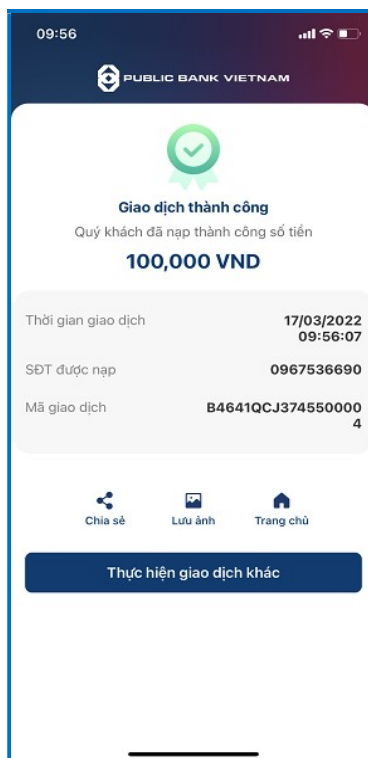 09:56
PUBLIC BANK VIETNAM
Giao dịch thành công
Quý khách đã nạp thành công số tiền
100,000 VND
Thời gian giao dịch 17/03/2022
09:56:07
SĐT được nạp 0967536690
Mã giao dịch B4641QCJ374550000
4
Chia sẻ Lưu ảnh Trang chủ
Thực hiện giao dịch khác